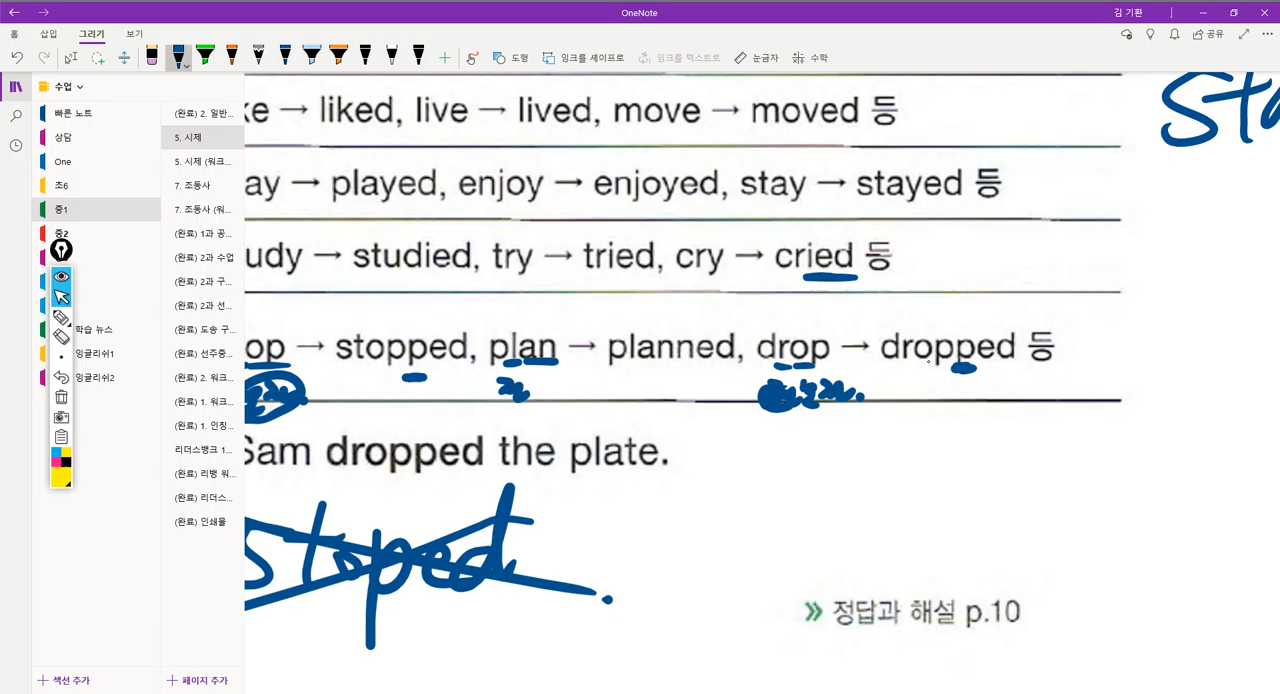 OneNote
김 기환
홈 삽입 그리기 보기
공유
도형 잉크를 셰이프로 잉크를 텍스트로 눈금자 수학
수업
빠른 노트
상담
One
초6
중1
중2
학습 뉴스
잉글리쉬1
잉글리쉬2
섹션 추가
(완료) 2. 일반...
5. 시제
5. 시제 (워크...
7. 조동사
7. 조동사 (워...
(완료) 1과 공...
(완료) 2과 수업
(완료) 2과 구...
(완료) 2과 선...
(완료) 도송 구...
(완료) 선주중...
(완료) 2. 워크...
(완료) 1. 워크...
(완료) 1. 인칭...
리더스뱅크 1...
(완료) 리뱅 워...
(완료) 리더스...
(완료) 인쇄물
페이지 추가
ke → liked, live → lived, move → moved 등
sta
ay → played, enjoy → enjoyed, stay → stayed 등
udy → studied, try → tried, cry → cried 등
op → stopped, plan → planned, drop → dropped 등
Sam dropped the plate.
stoped
» 정답과 해설 p.10